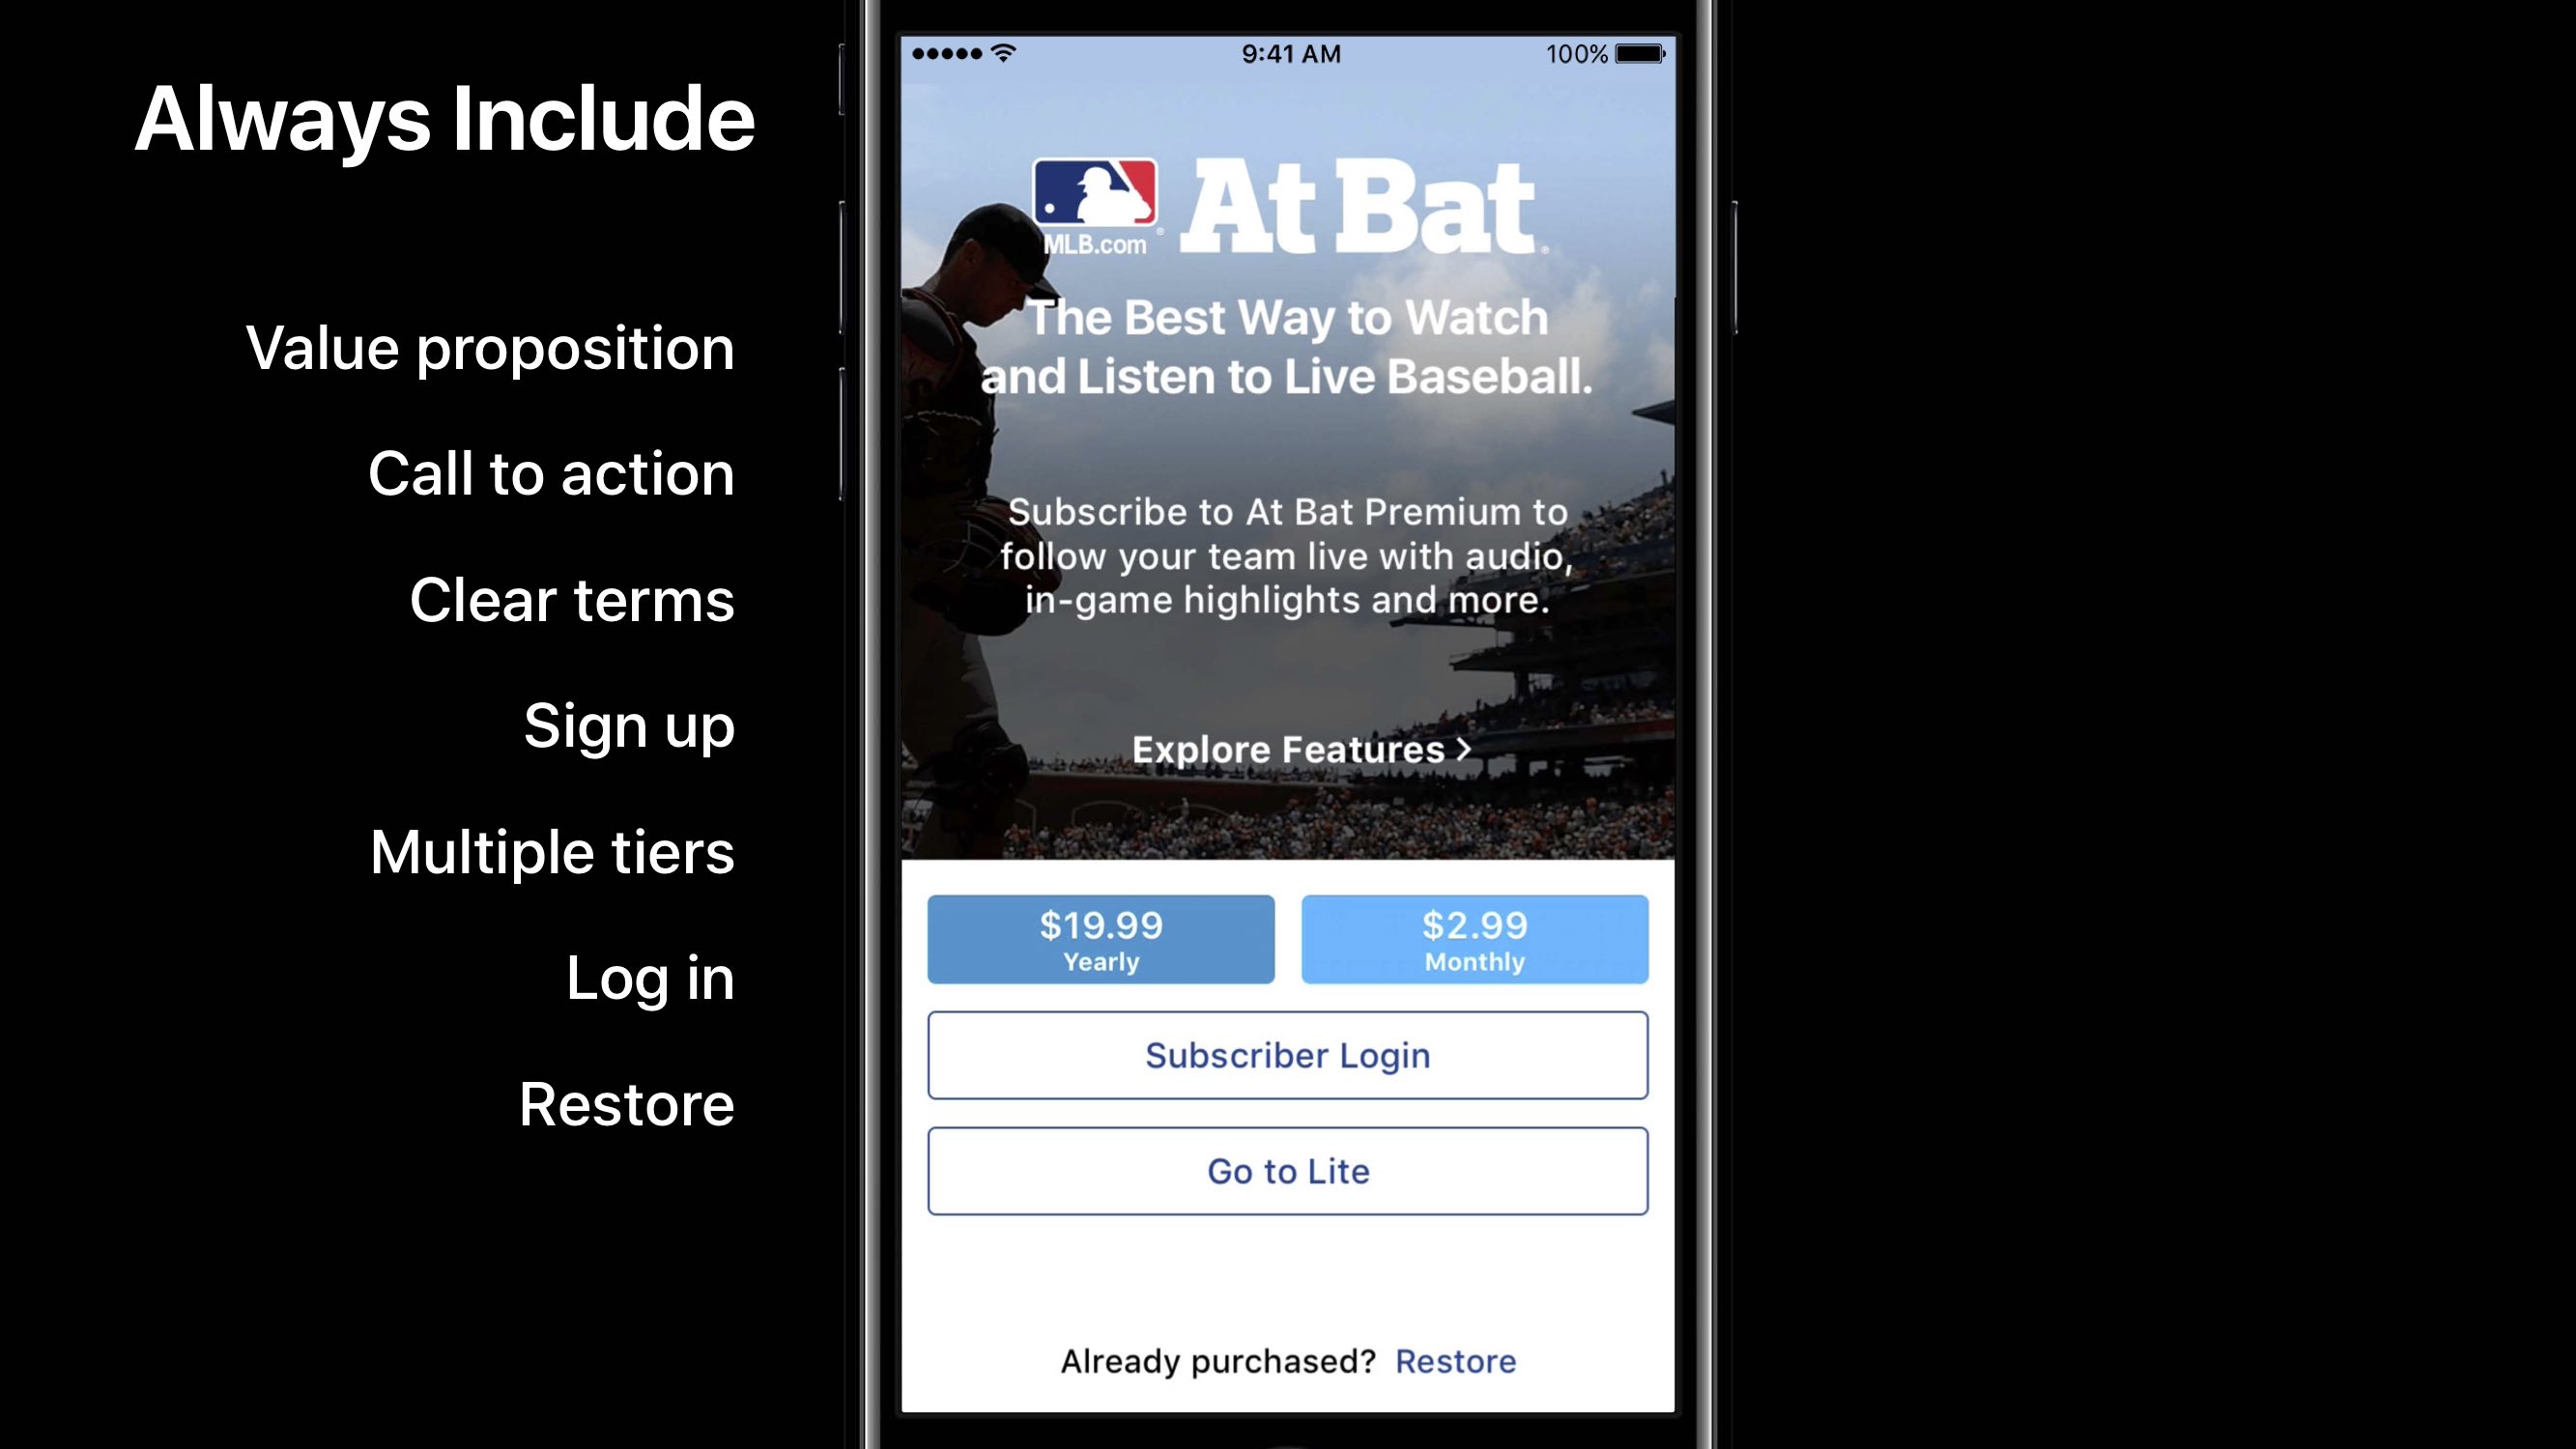 Always Include
Value proposition
Call to action
Clear terms
Sign up
Multiple tiers
Log in
Restore
9:41 AM
100%
MLB.com
At Bat
The Best Way to Watch
and Listen to Live Baseball.
Subscribe to At Bat Premium to
follow your team live with audio,
in-game highlights and more.
Explore Features >
$19.99
Yearly
$2.99
Monthly
Subscriber Login
Go to Lite
Already purchased? Restore